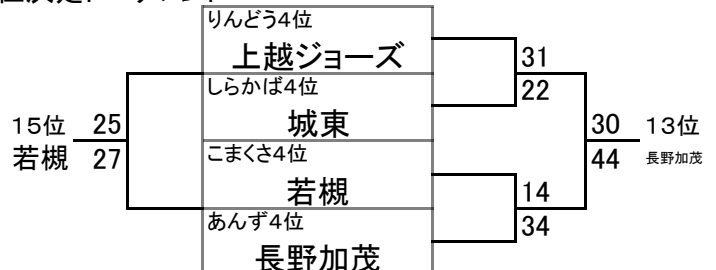 りんどう4位
上越ジョーズ
31
しらかば4位
22
15位 25
城東
30 13位
若槻 27
こまくさ4位
44 長野加茂
若槻
14
あんず4位
34
長野加茂